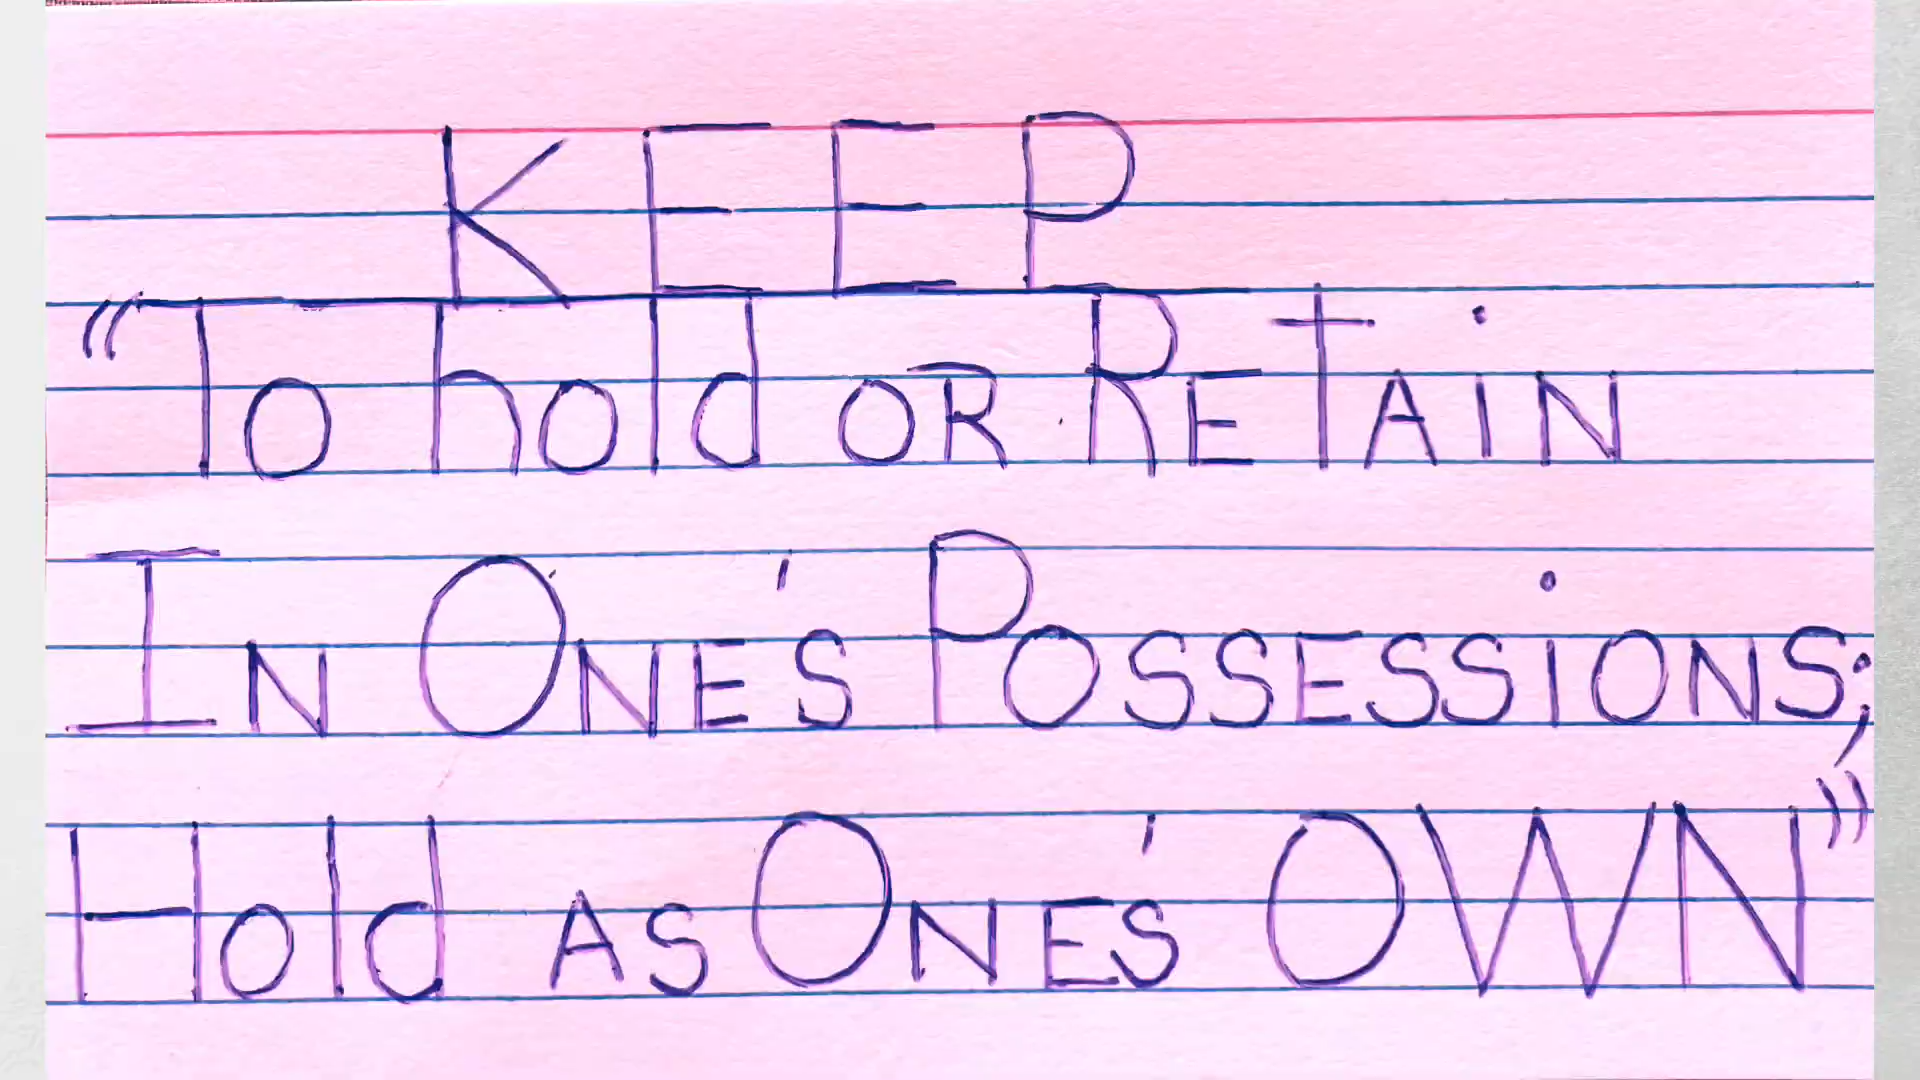 KEEP
“To hold OR REtAiN
IN ONE'S POSSESSiONS;
Hold AS ONE'S OWN”